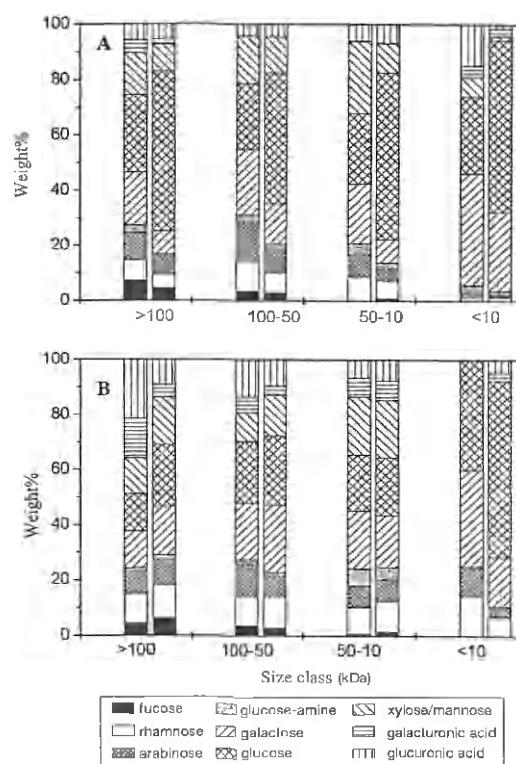 A
100
80
60
40
20
0
Weight%
>100
100-50
50-10
<10
B
100
80
60
40
20
0
Weight%
>100
100-50
50-10
<10
Size class (kDa)
fucose
glucose-amine
xylose/mannose
rhamnose
galactose
galacturonic acid
arabinose
glucose
glucuronic acid